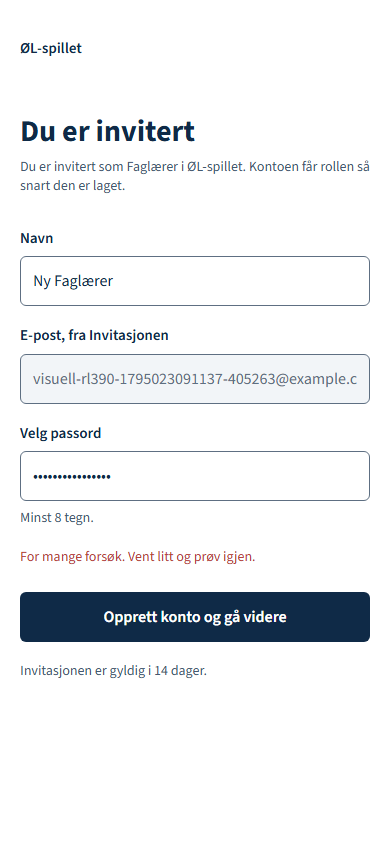 ØL-spillet
Du er invitert
Du er invitert som Faglærer i ØL-spillet. Kontoen får rollen så
snart den er laget.
Navn
Ny Faglærer
E-post, fra Invitasjonen
visuell-rl390-1795023091137-405263@example.c
Velg passord
••••••••••••••••
Minst 8 tegn.
For mange forsøk. Vent litt og prøv igjen.
Opprett konto og gå videre
Invitasjonen er gyldig i 14 dager.